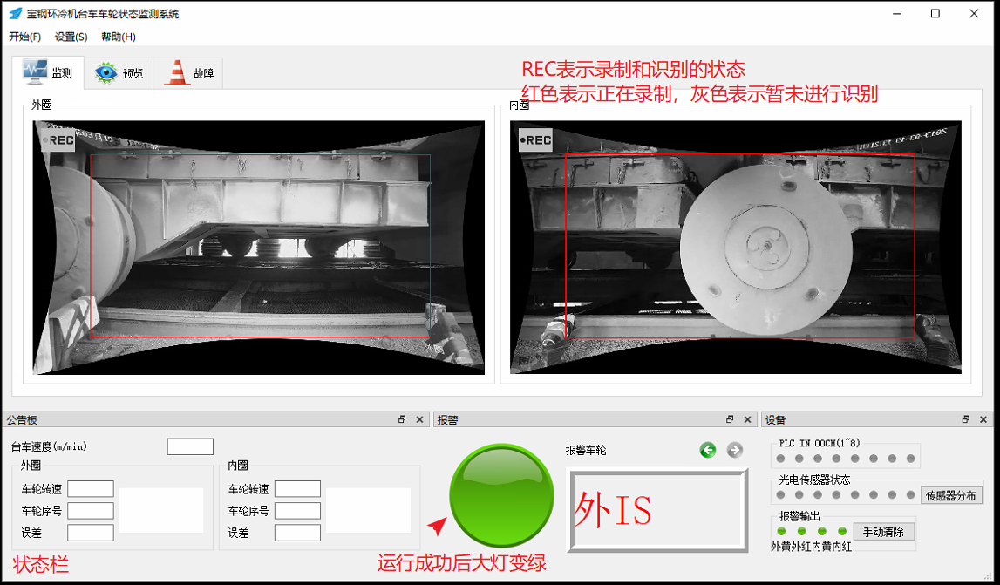 宝钢环冷机台车车轮状态监测系统
开始(F) 设置(S) 帮助(H)
监测 预览 故障
REC表示录制和识别的状态
红色表示正在录制，灰色表示暂未进行识别
外圈
内圈
●REC
●REC
公告板
报警
设备
台车速度(m/min)
外圈
车轮转速
车轮序号
误差
内圈
车轮转速
车轮序号
误差
状态栏
运行成功后大灯变绿
报警车轮
外IS
PLC IN 00CH(1~8)
光电传感器状态
传感器分布
报警输出
手动清除
外黄外红内黄内红